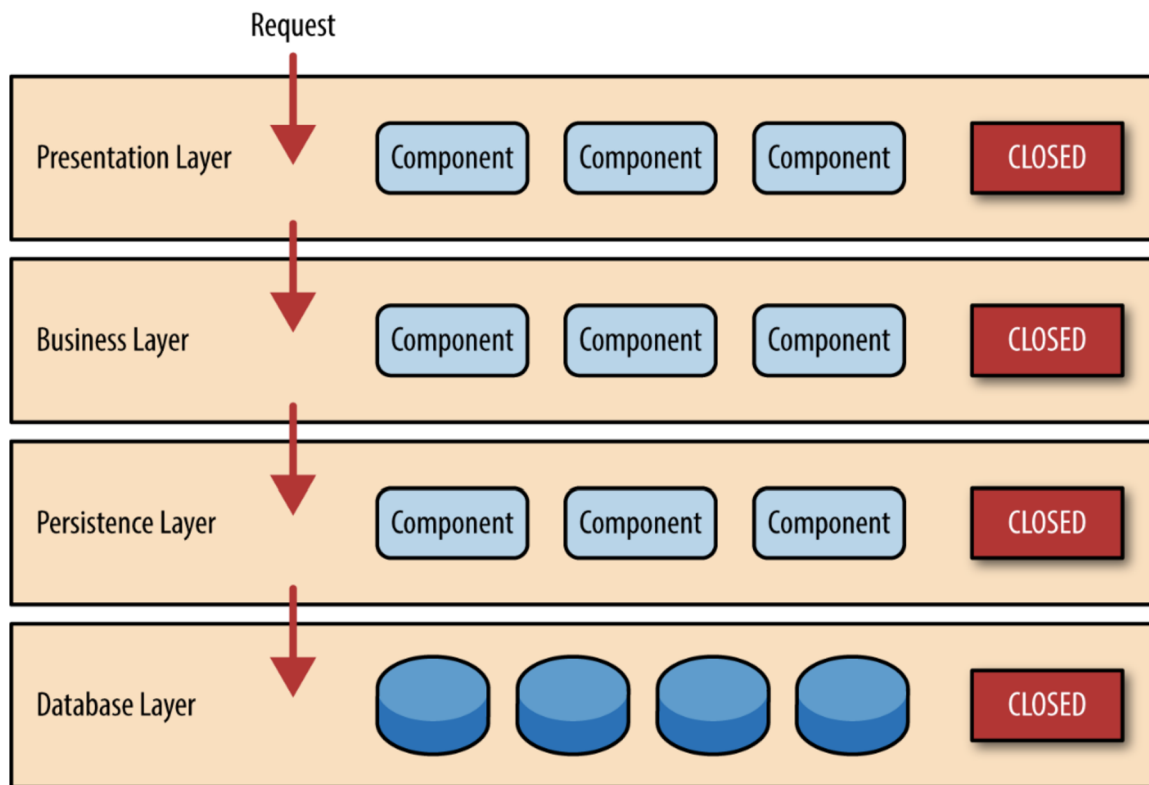 Request
Presentation Layer
Component
Component
Component
CLOSED
Business Layer
Component
Component
Component
CLOSED
Persistence Layer
Component
Component
Component
CLOSED
Database Layer
CLOSED